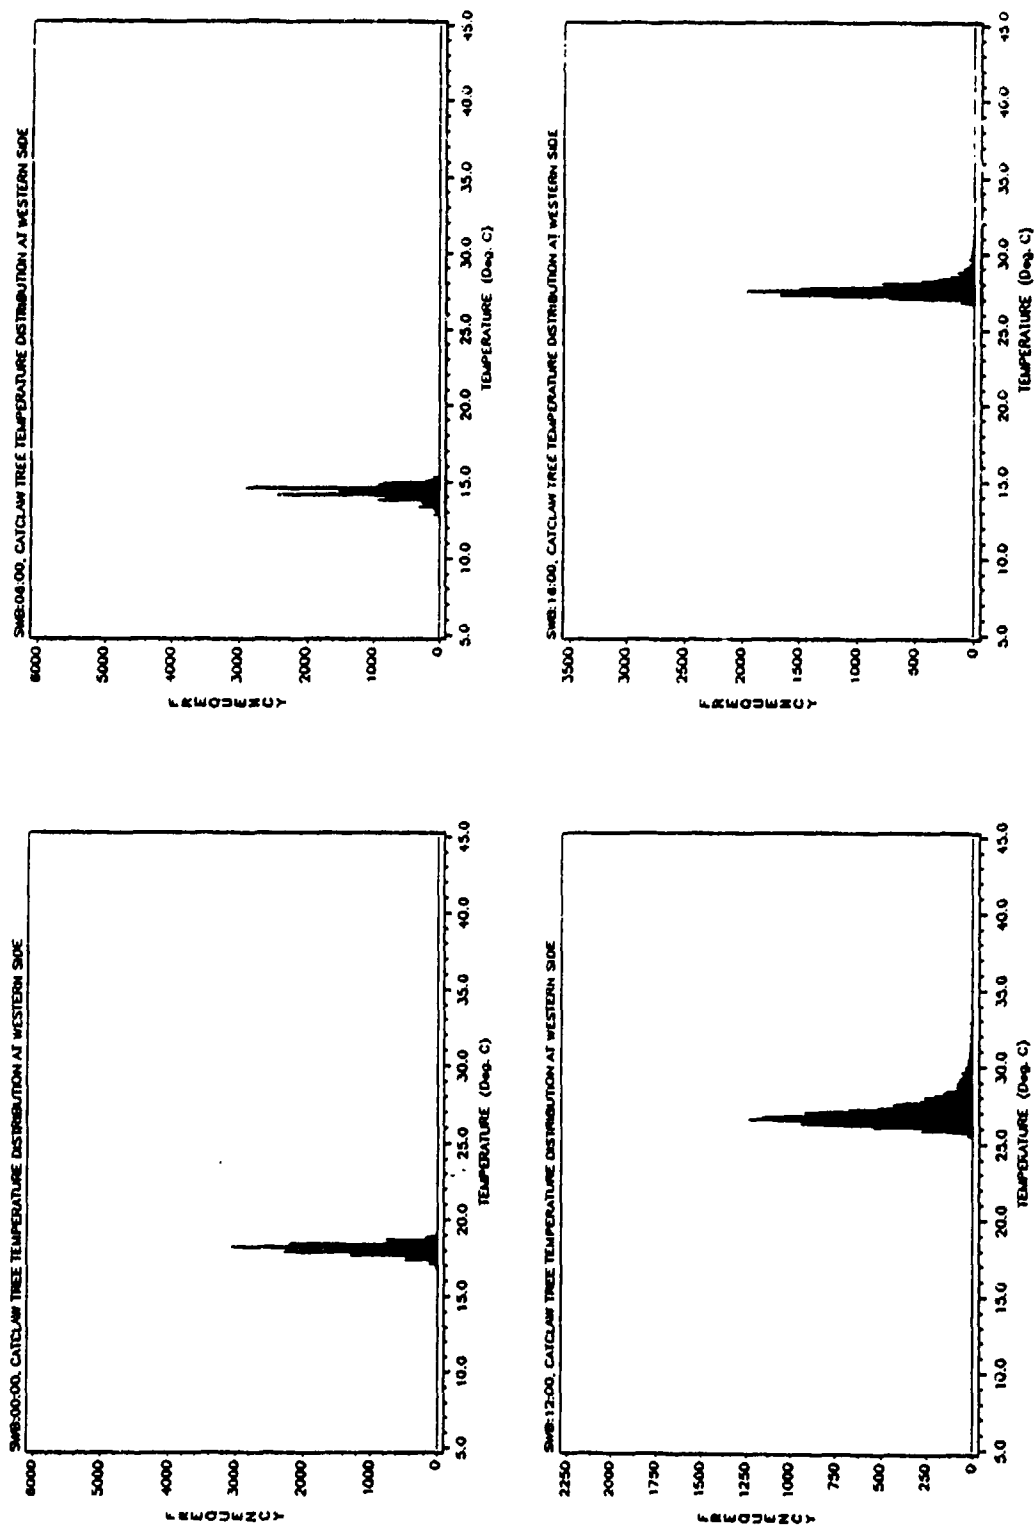 SWB:00:00, CATCLAW TREE TEMPERATURE DISTRIBUTION AT WESTERN SIDE
FREQUENCY
6000
5000
4000
3000
2000
1000
0
5.0 10.0 15.0 20.0 25.0 30.0 35.0 40.0 45.0
TEMPERATURE (Deg. C)
CATCLAW TREE TEMPERATURE DISTRIBUTION AT WESTERN SIDE
FREQUENCY
6000
5000
4000
3000
2000
1000
0
5.0 10.0 15.0 20.0 25.0 30.0 35.0 40.0 45.0
TEMPERATURE (Deg. C)
SWB:12:00, CATCLAW TREE TEMPERATURE DISTRIBUTION AT WESTERN SIDE
FREQUENCY
2250
2000
1750
1500
1250
1000
750
500
250
0
5.0 10.0 15.0 20.0 25.0 30.0 35.0 40.0 45.0
TEMPERATURE (Deg. C)
CATCLAW TREE TEMPERATURE DISTRIBUTION AT WESTERN SIDE
FREQUENCY
3500
3000
2500
2000
1500
1000
500
0
5.0 10.0 15.0 20.0 25.0 30.0 35.0 40.0 45.0
TEMPERATURE (Deg. C)